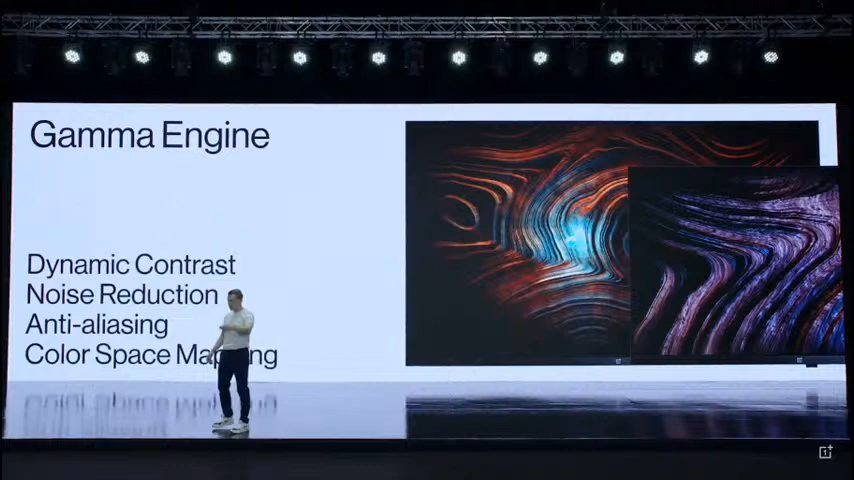 Gamma Engine
Dynamic Contrast
Noise Reduction
Anti-aliasing
Color Space Mapping